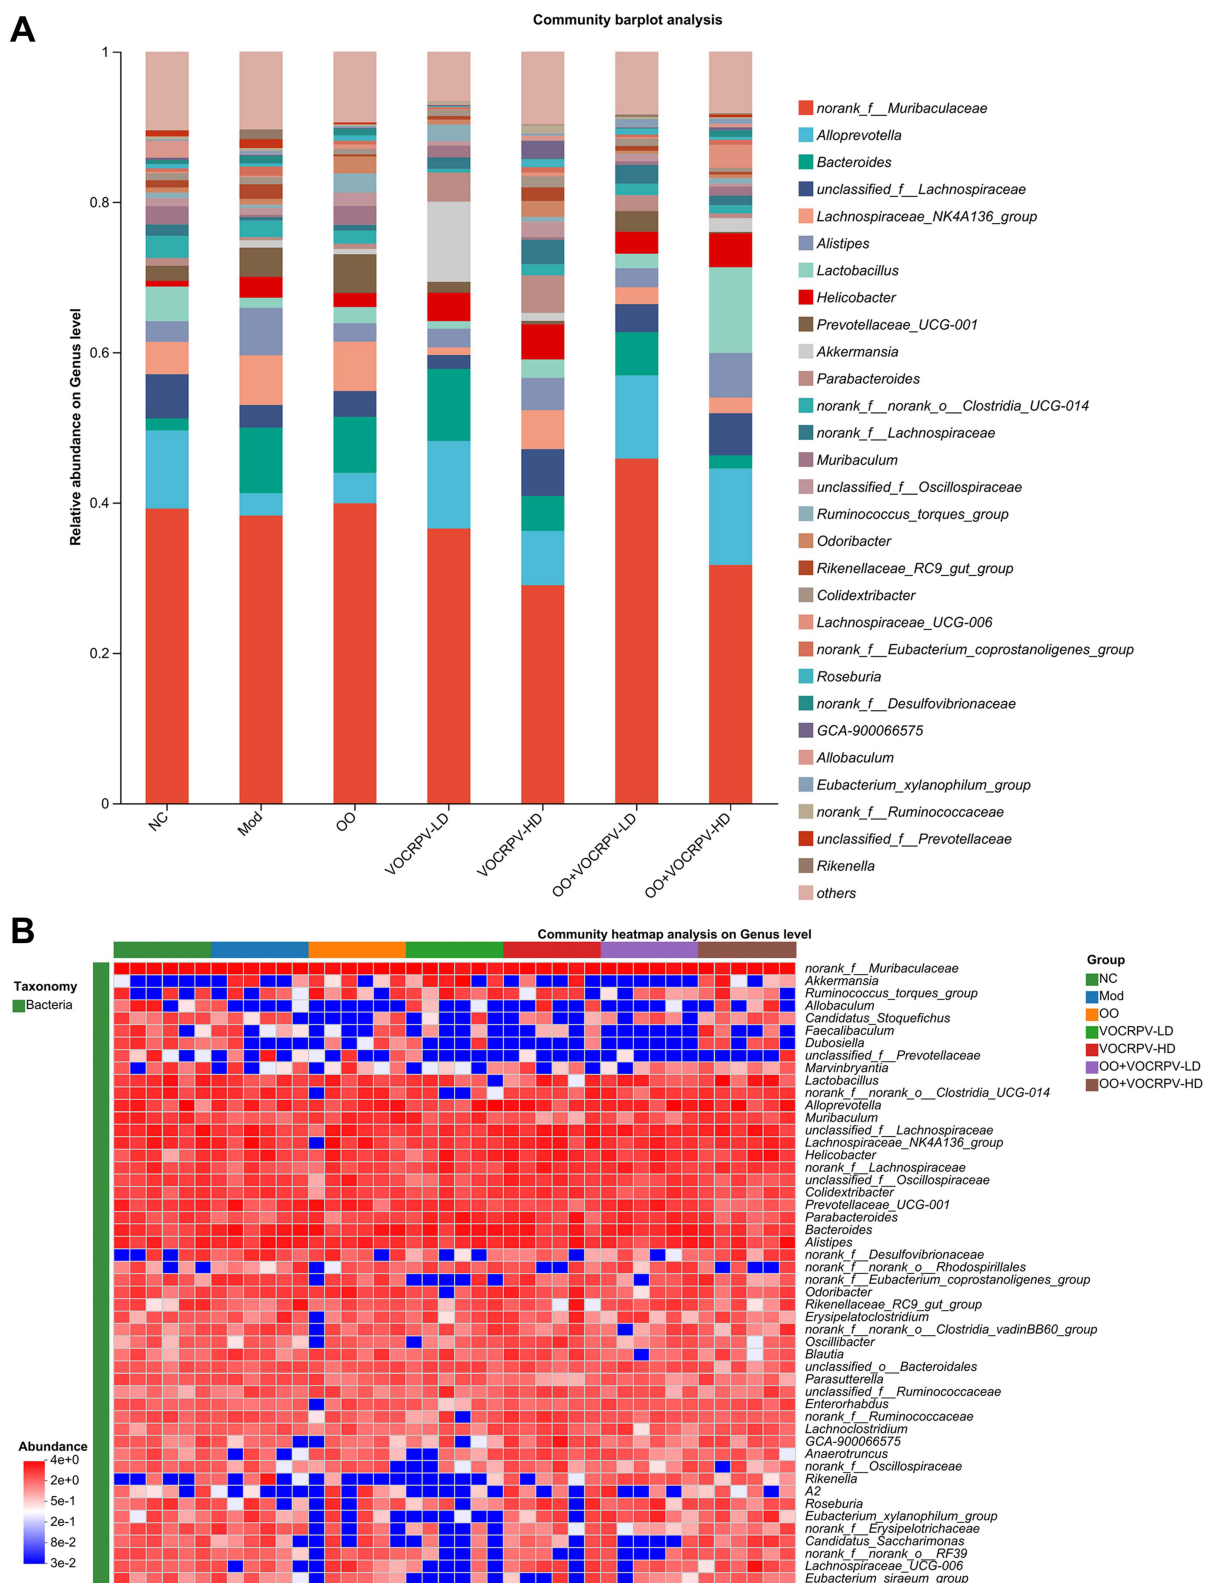 A
Community barplot analysis
Relative abundance on Genus level
1
0.8
0.6
0.4
0.2
0
NC
Mod
OO
VOCRPV-LD
VOCRPV-HD
OO+VOCRPV-LD
OO+VOCRPV-HD
norank_f__Muribaculaceae
Alloprevotella
Bacteroides
unclassified_f__Lachnospiraceae
Lachnospiraceae_NK4A136_group
Alistipes
Lactobacillus
Helicobacter
Prevotellaceae_UCG-001
Akkermansia
Parabacteroides
norank_f__norank_o__Clostridia_UCG-014
norank_f__Lachnospiraceae
Muribaculum
unclassified_f__Oscillospiraceae
Ruminococcus_torques_group
Odoribacter
Rikenellaceae_RC9_gut_group
Colidextribacter
Lachnospiraceae_UCG-006
norank_f__Eubacterium_coprostanoligenes_group
Roseburia
norank_f__Desulfovibrionaceae
GCA-900066575
Allobaculum
Eubacterium_xylanophilum_group
norank_f__Ruminococcaceae
unclassified_f__Prevotellaceae
Rikenella
others
B
Community heatmap analysis on Genus level
Taxonomy
Bacteria
norank_f__Muribaculaceae
Akkermansia
Ruminococcus_torques_group
Allobaculum
Candidatus_Stoquefichus
Faecalibaculum
Dubosiella
unclassified_f__Prevotellaceae
Marvinbryantia
Lactobacillus
norank_f__norank_o__Clostridia_UCG-014
Alloprevotella
Muribaculum
unclassified_f__Lachnospiraceae
Lachnospiraceae_NK4A136_group
Helicobacter
norank_f__Lachnospiraceae
unclassified_f__Oscillospiraceae
Colidextribacter
Prevotellaceae_UCG-001
Parabacteroides
Bacteroides
Alistipes
norank_f__Desulfovibrionaceae
norank_f__norank_o__Rhodospirillales
norank_f__Eubacterium_coprostanoligenes_group
Odoribacter
Rikenellaceae_RC9_gut_group
Erysipelatoclostridium
norank_f__norank_o__Clostridia_vadinBB60_group
Oscillibacter
Blautia
unclassified_o__Bacteroidales
Parasutterella
unclassified_f__Ruminococcaceae
Enterorhabdus
norank_f__Ruminococcaceae
Lachnoclostridium
GCA-900066575
Anaerotruncus
norank_f__Oscillospiraceae
Rikenella
A2
Roseburia
Eubacterium_xylanophilum_group
norank_f__Erysipelotrichaceae
Candidatus_Saccharimonas
norank_f__norank_o__RF39
Lachnospiraceae_UCG-006
Eubacterium_siraeum_group
Group
NC
Mod
OO
VOCRPV-LD
VOCRPV-HD
OO+VOCRPV-LD
OO+VOCRPV-HD
Abundance
4e+0
2e+0
5e-1
2e-1
8e-2
3e-2